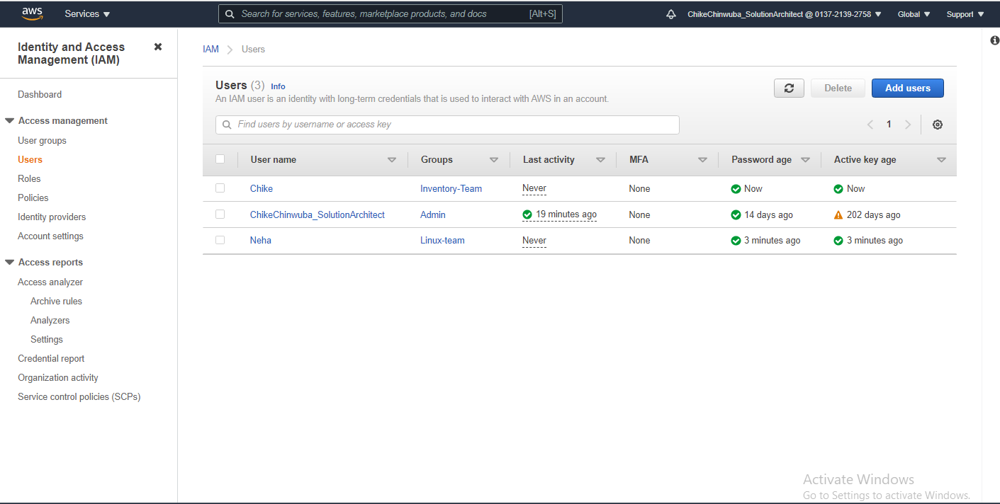 aws
Services
Search for services, features, marketplace products, and docs [Alt+S]
ChikeChinwuba_SolutionArchitect @ 0137-2139-2758
Global
Support
Identity and Access
Management (IAM)
Dashboard
Access management
User groups
Users
Roles
Policies
Identity providers
Account settings
Access reports
Access analyzer
Archive rules
Analyzers
Settings
Credential report
Organization activity
Service control policies (SCPs)
IAM Users
Users (3) Info
An IAM user is an identity with long-term credentials that is used to interact with AWS in an account.
Delete
Add users
Find users by username or access key
1
User name Groups Last activity MFA Password age Active key age
Chike Inventory-Team Never None Now Now
ChikeChinwuba_SolutionArchitect Admin 19 minutes ago None 14 days ago 202 days ago
Neha Linux-team Never None 3 minutes ago 3 minutes ago
Activate Windows
Go to Settings to activate Windows.